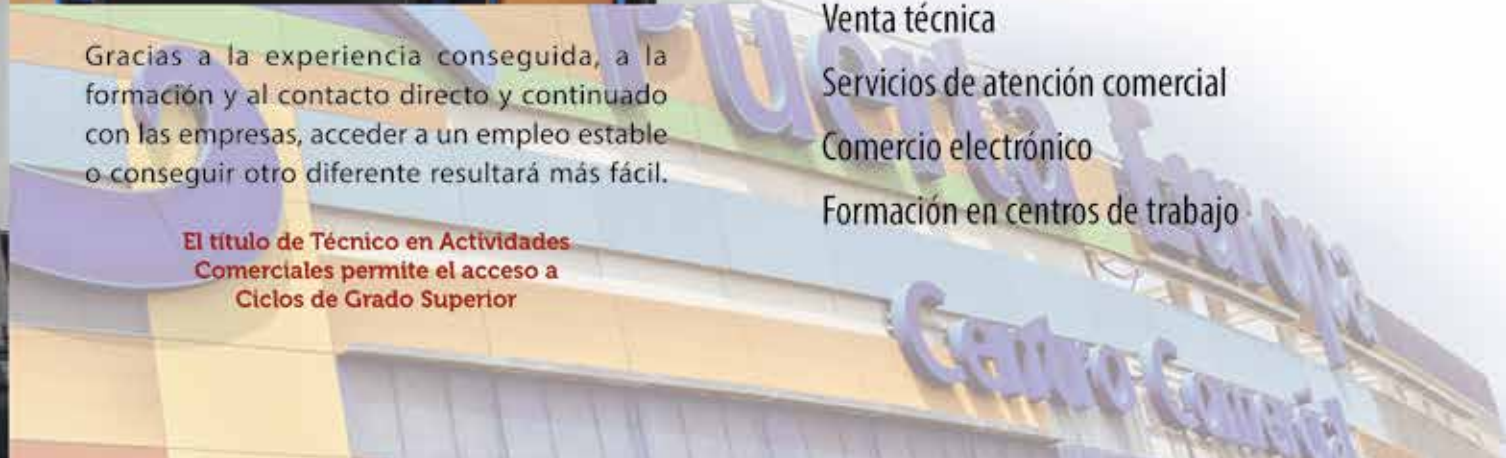 Gracias a la experiencia conseguida, a la
formación y al contacto directo y continuado
con las empresas, acceder a un empleo estable
o conseguir otro diferente resultará más fácil.
El título de Técnico en Actividades
Comerciales permite el acceso a
Ciclos de Grado Superior
Venta técnica
Servicios de atención comercial
Comercio electrónico
Formación en centros de trabajo
Puerta Europa
Centro Comercial